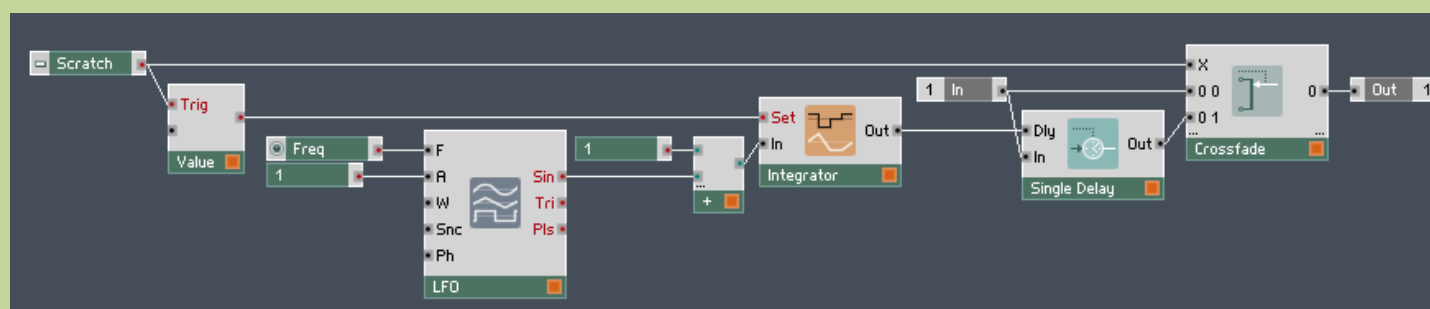 Scratch
Trig
Value
Freq
1
F
A
W
Snc
Ph
Sin
Tri
Pls
LFO
1
...
+
Set
In
Out
Integrator
1 In
Dly
In
Out
Single Delay
X
0 0
0 1
0
...
...
Crossfade
Out 1